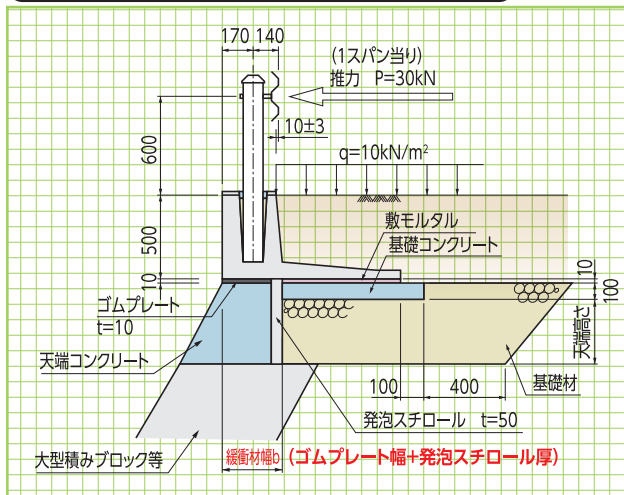 170 140
(1スパン当り)
推力 P=30kN
10±3
600
q=10kN/m²
敷モルタル
500
基礎コンクリート
10
10
100
ゴムプレート
t=10
天端高さ
天端コンクリート
100 400
基礎材
発泡スチロール t=50
大型積みブロック等
緩衝材幅b (ゴムプレート幅+発泡スチロール厚)